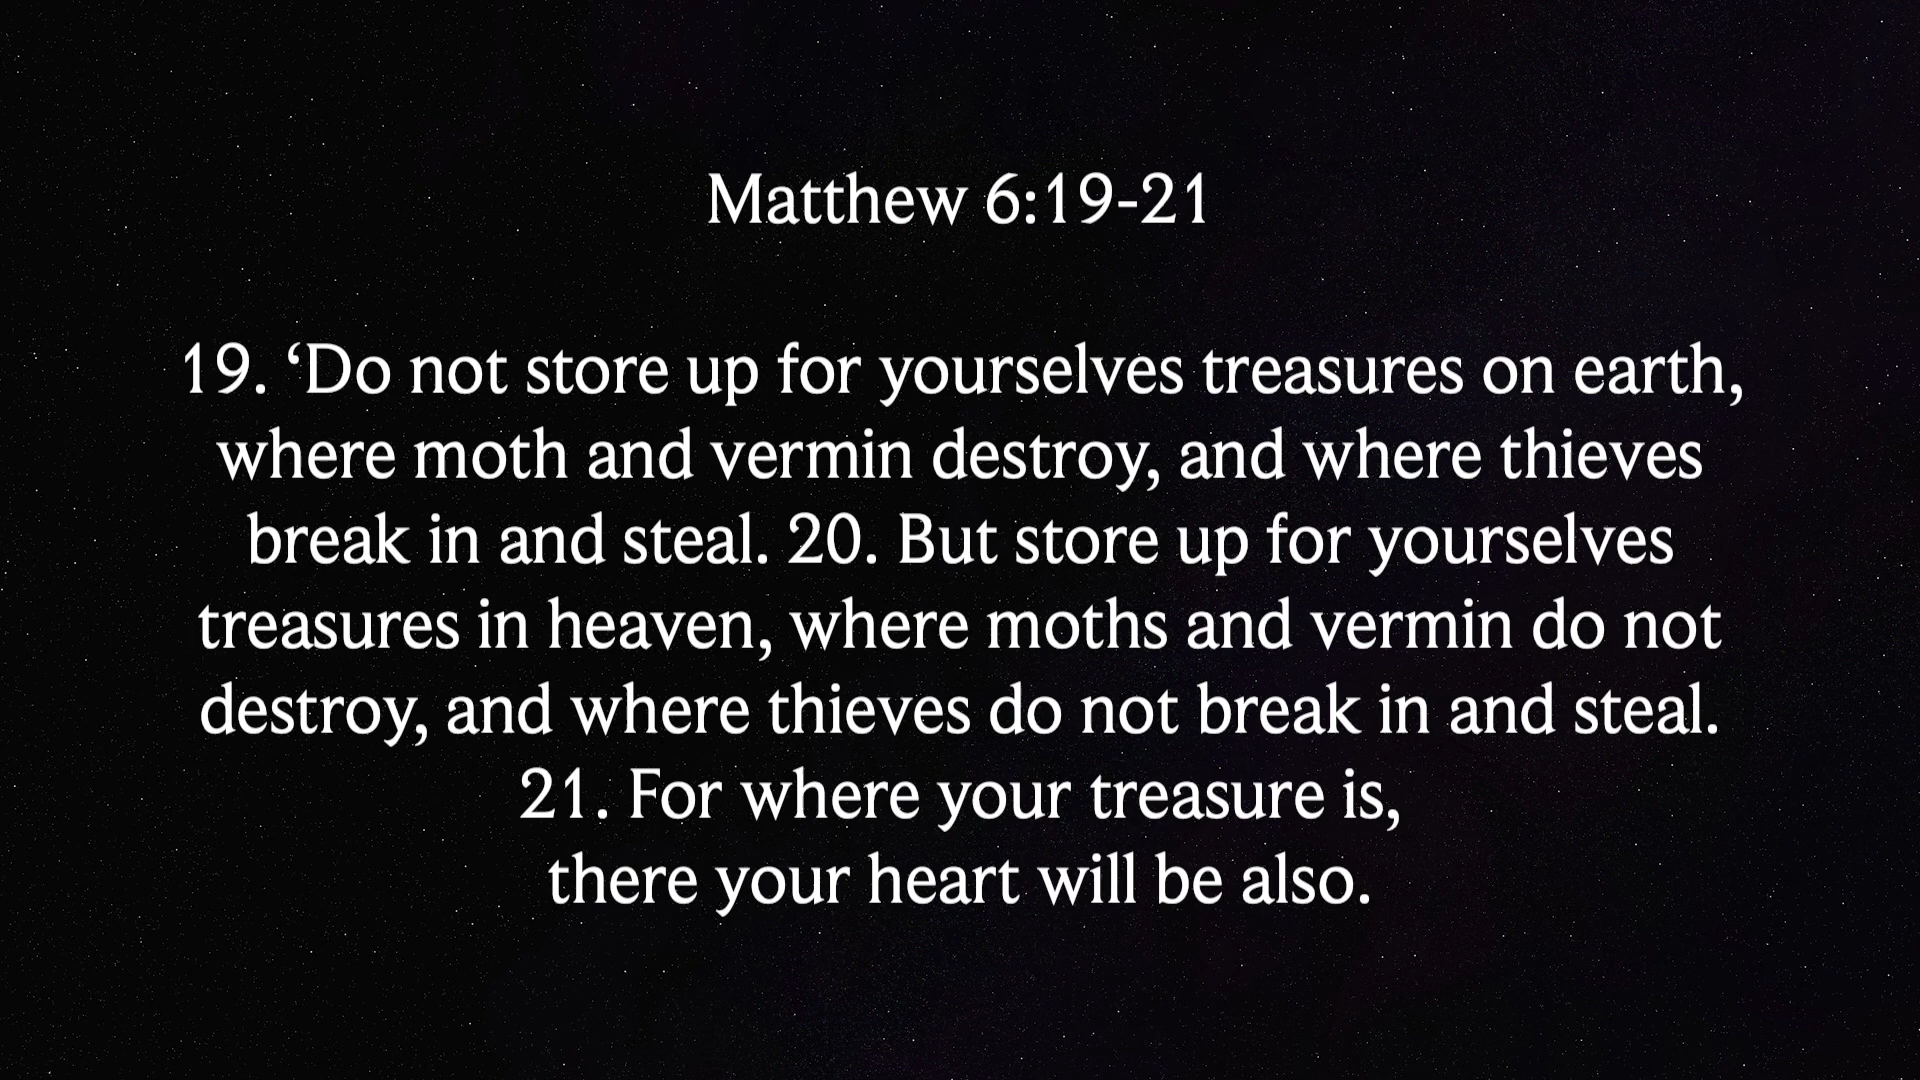 Matthew 6:19-21
19. ‘Do not store up for yourselves treasures on earth,
where moth and vermin destroy, and where thieves
break in and steal. 20. But store up for yourselves
treasures in heaven, where moths and vermin do not
destroy, and where thieves do not break in and steal.
21. For where your treasure is,
there your heart will be also.